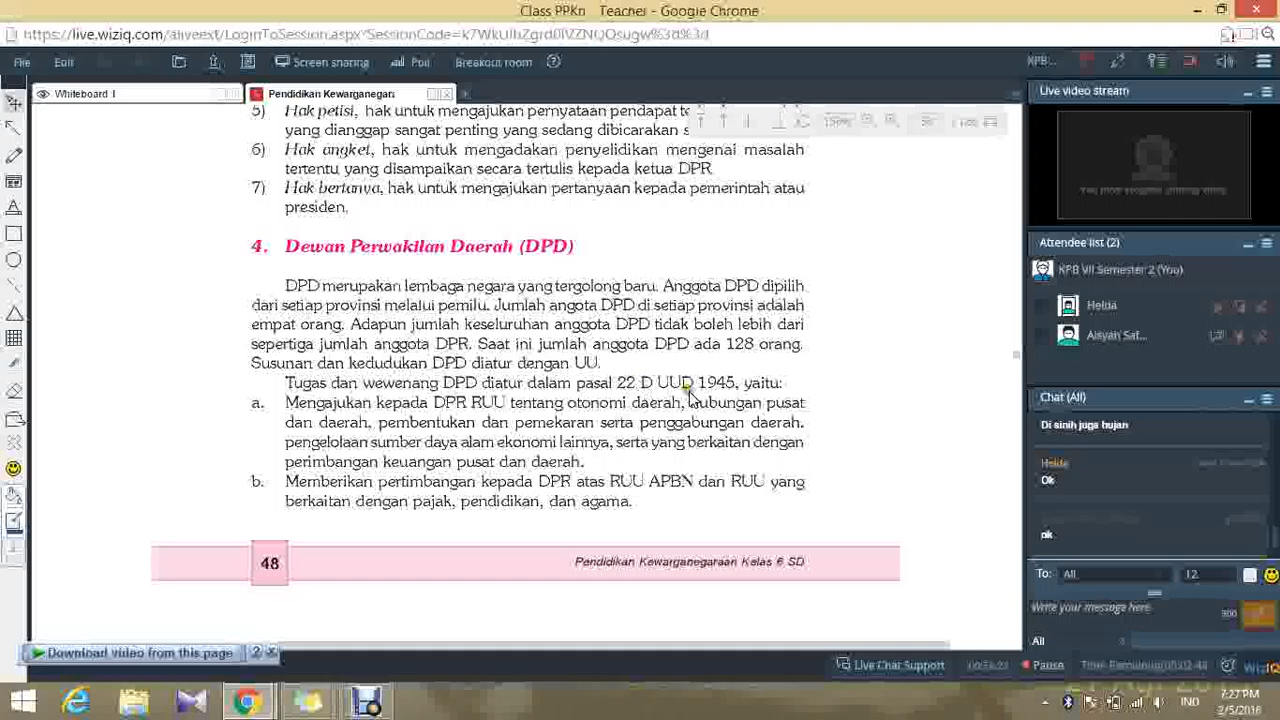 Class PPKn Teacher - Google Chrome
File Edit Screen sharing Poll Breakout room
Whiteboard 1 Pendidikan Kewarganegara
5) Hak petisi, hak untuk mengajukan pernyataan pendapat
yang dianggap sangat penting yang sedang dibicarakan
6) Hak angket, hak untuk mengadakan penyelidikan mengenai masalah
tertentu yang disampaikan secara tertulis kepada ketua DPR
7) Hak bertanya, hak untuk mengajukan pertanyaan kepada pemerintah atau
presiden.
4. Dewan Perwakilan Daerah (DPD)
DPD merupakan lembaga negara yang tergolong baru. Anggota DPD dipilih
dari setiap provinsi melalui pemilu. Jumlah angota DPD di setiap provinsi adalah
empat orang. Adapun jumlah keseluruhan anggota DPD tidak boleh lebih dari
sepertiga jumlah anggota DPR. Saat ini jumlah anggota DPD ada 128 orang.
Susunan dan kedudukan DPD diatur dengan UU.
Tugas dan wewenang DPD diatur dalam pasal 22 D UUD 1945, yaitu:
a. Mengajukan kepada DPR RUU tentang otonomi daerah, hubungan pusat
dan daerah, pembentukan dan pemekaran serta penggabungan daerah.
pengelolaan sumber daya alam ekonomi lainnya, serta yang berkaitan dengan
perimbangan keuangan pusat dan daerah.
b. Memberikan pertimbangan kepada DPR atas RUU APBN dan RUU yang
berkaitan dengan pajak, pendidikan, dan agama.
48 Pendidikan Kewarganegaraan Kelas 6 SD
Download video from this page ?
KPB...
Live video stream
Attendee list (2)
KPB VII Semester 2 (You)
Helda
Aisyah Saf...
Chat (All)
Di sinih juga hujan
Helda
Ok
pk
To: All 12
Write your message here
All
Live Chat Support Pause
IND 7:27 PM
2/5/2016